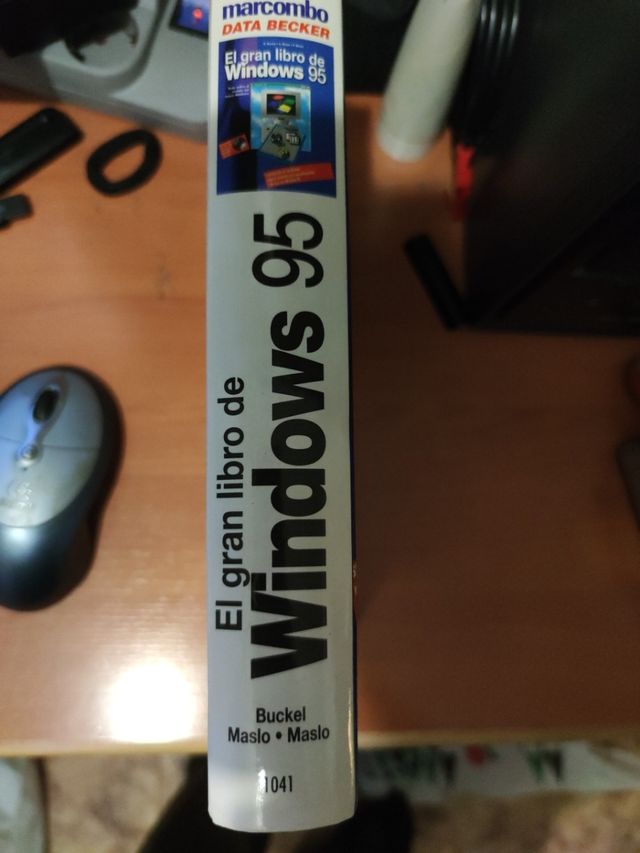 marcombo
DATA BECKER
El gran libro de
Windows 95
El gran libro de
Windows 95
Buckel
Maslo • Maslo
1041